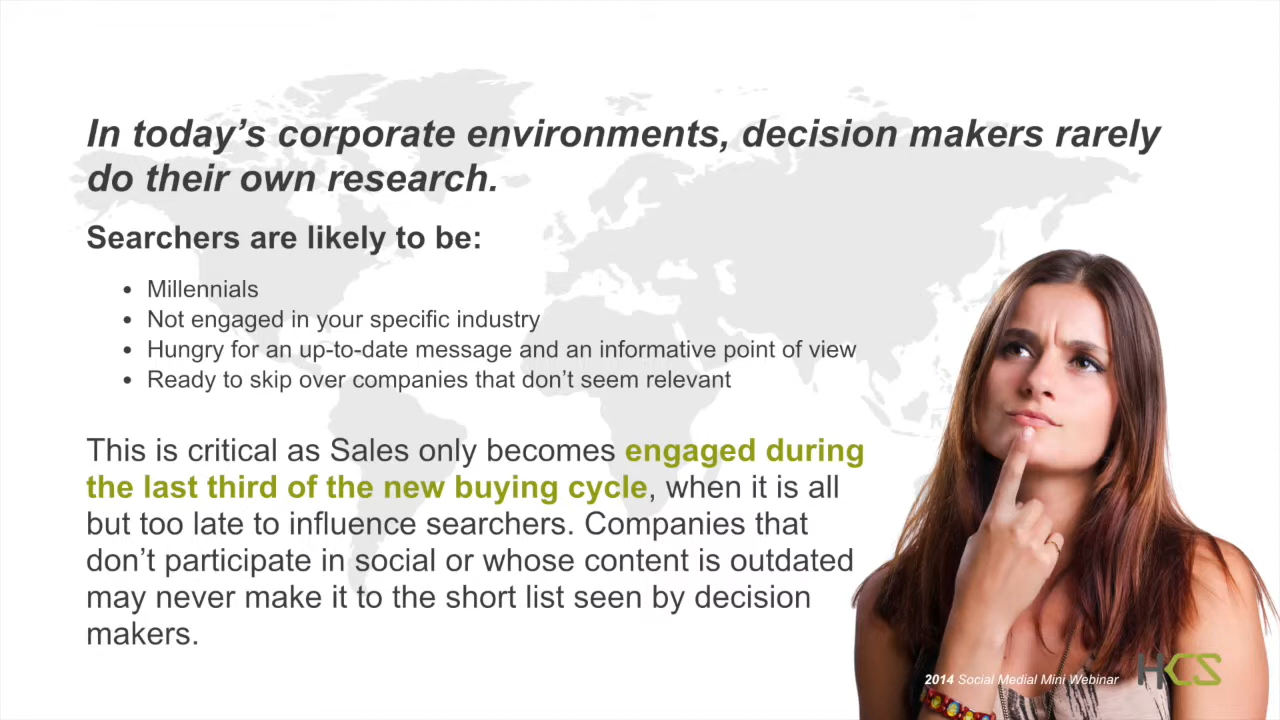 In today’s corporate environments, decision makers rarely
do their own research.
Searchers are likely to be:
• Millennials
• Not engaged in your specific industry
• Hungry for an up-to-date message and an informative point of view
• Ready to skip over companies that don’t seem relevant
This is critical as Sales only becomes engaged during
the last third of the new buying cycle, when it is all
but too late to influence searchers. Companies that
don’t participate in social or whose content is outdated
may never make it to the short list seen by decision
makers.
2014 Social Medial Mini Webinar
HCS